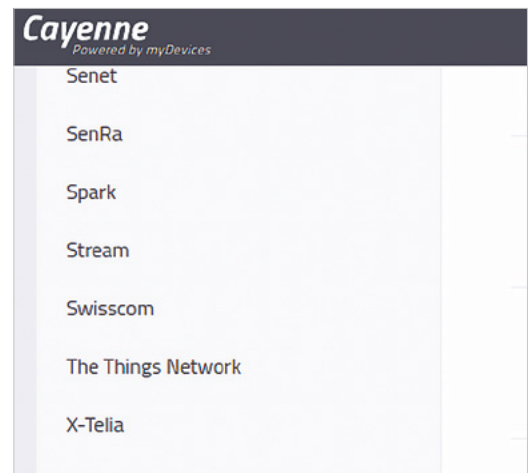 Cayenne
Powered by myDevices
Senet
SenRa
Spark
Stream
Swisscom
The Things Network
X-Telia